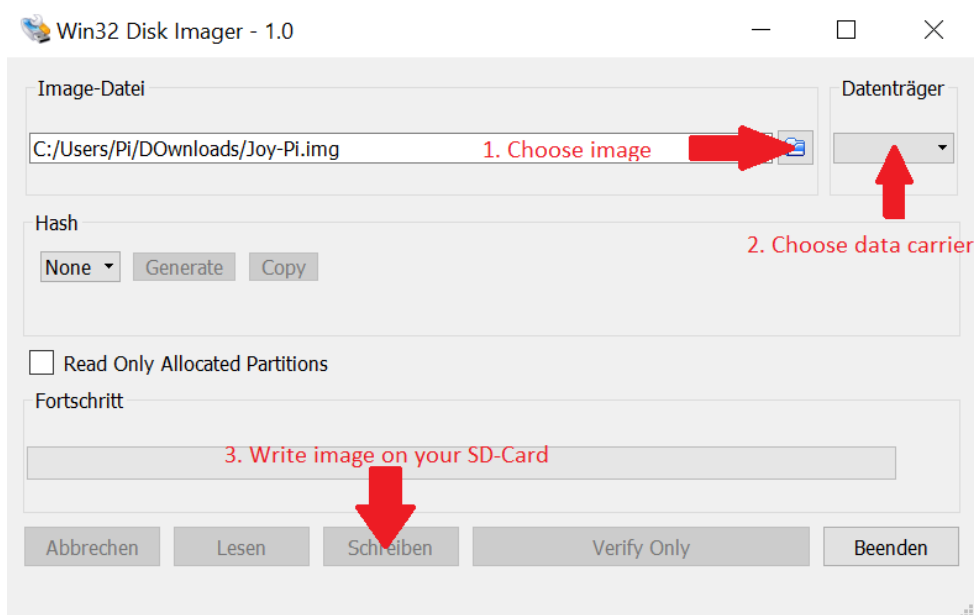 Win32 Disk Imager - 1.0
Image-Datei
Datenträger
C:/Users/Pi/DOwnloads/Joy-Pi.img
1. Choose image
2. Choose data carrier
Hash
None
Generate
Copy
Read Only Allocated Partitions
Fortschritt
3. Write image on your SD-Card
Abbrechen
Lesen
Schreiben
Verify Only
Beenden